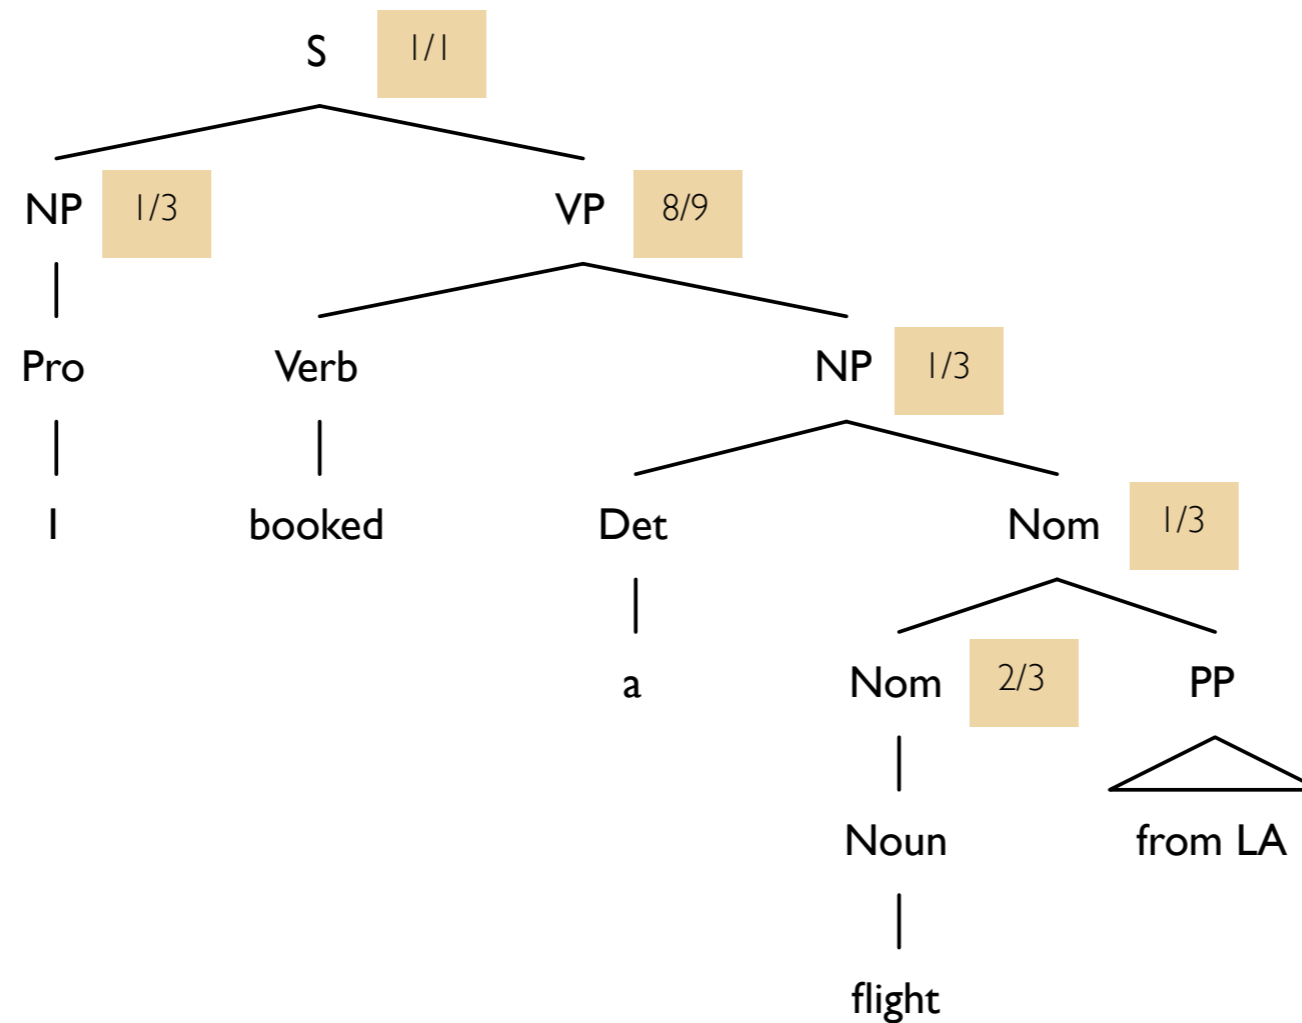 S 1/1
NP 1/3 VP 8/9
Pro Verb NP 1/3
I booked Det Nom 1/3
a Nom 2/3 PP
Noun from LA
flight